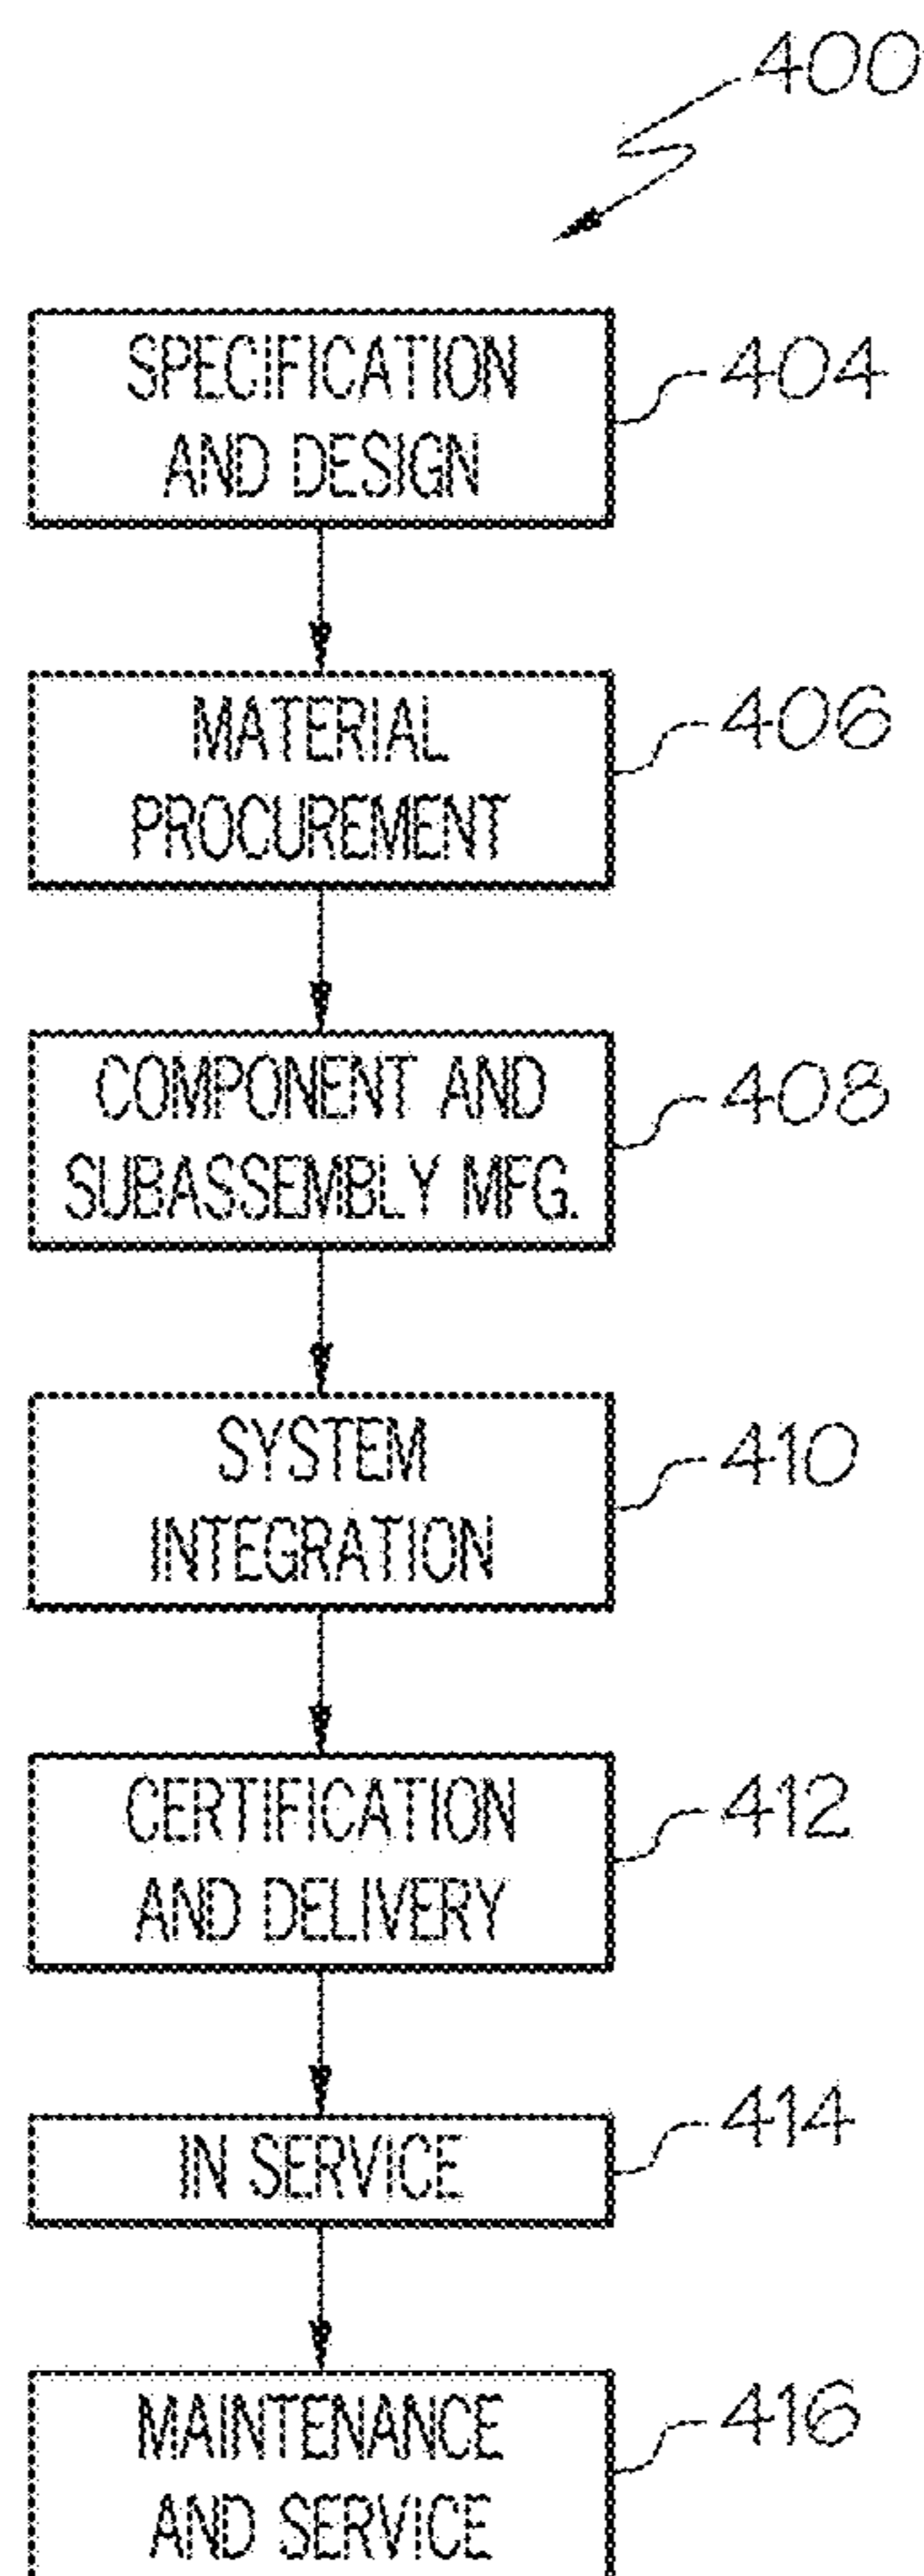 400
SPECIFICATION
AND DESIGN
404
MATERIAL
PROCUREMENT
406
COMPONENT AND
SUBASSEMBLY MFG.
408
SYSTEM
INTEGRATION
410
CERTIFICATION
AND DELIVERY
412
IN SERVICE
414
MAINTENANCE
AND SERVICE
416